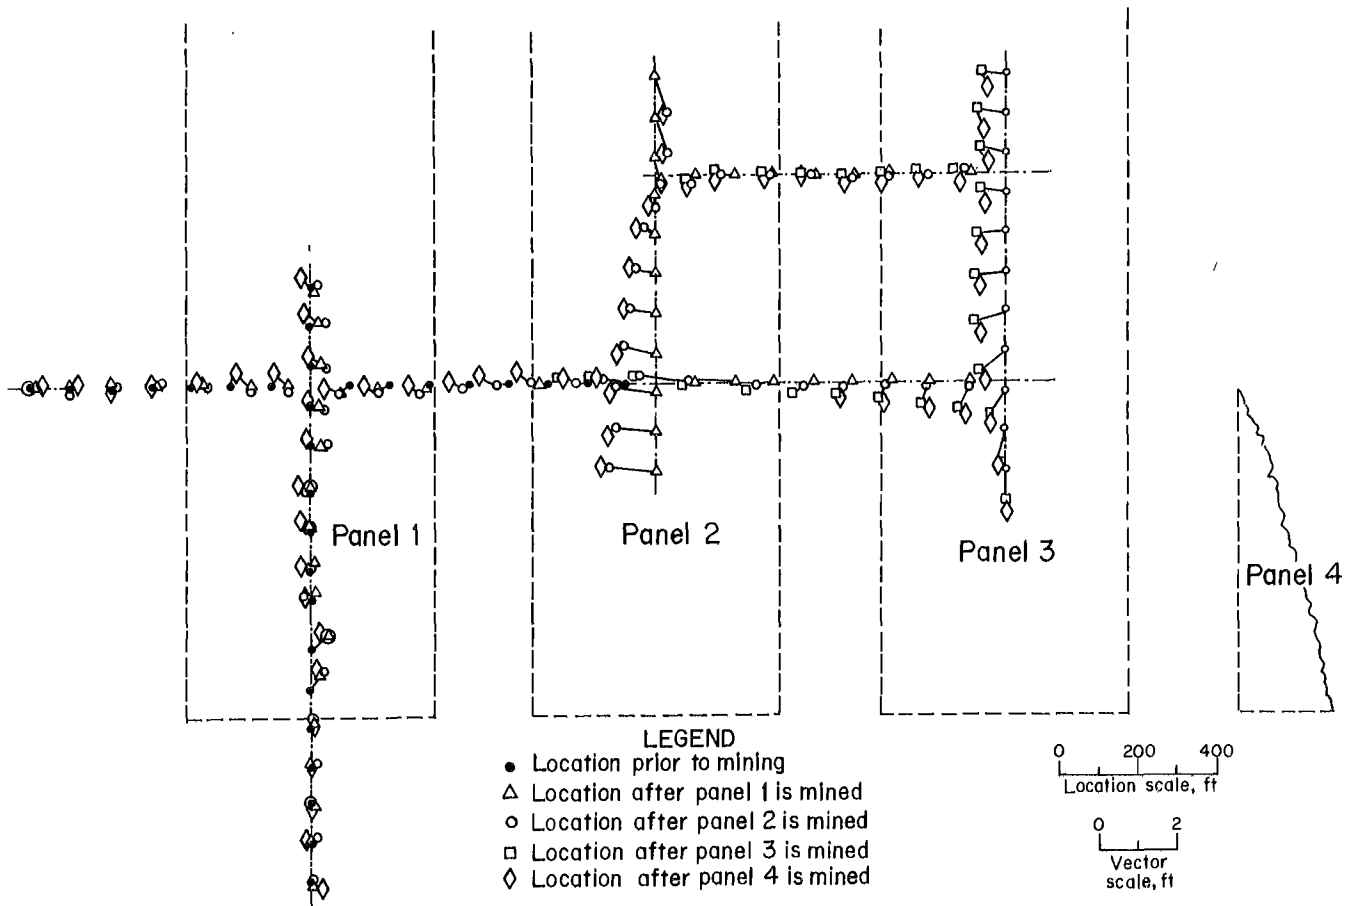 Panel 1
Panel 2
Panel 3
Panel 4
LEGEND
Location prior to mining
Location after panel 1 is mined
Location after panel 2 is mined
Location after panel 3 is mined
Location after panel 4 is mined
0 200 400
Location scale, ft
0 2
Vector
scale, ft